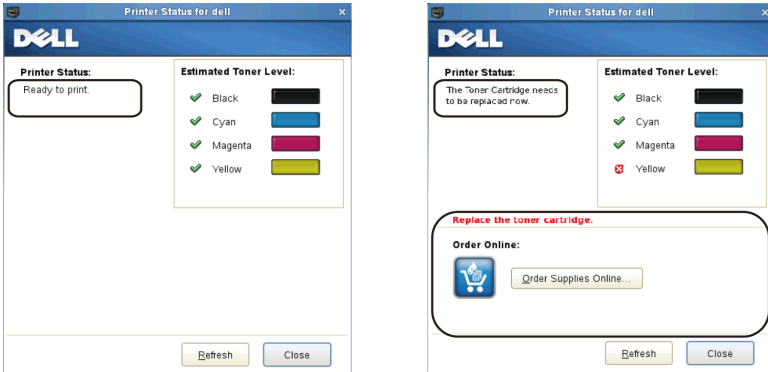 Printer Status for dell
DELL
Printer Status:
Ready to print.
Estimated Toner Level:
Black
Cyan
Magenta
Yellow
Refresh
Close
Printer Status for dell
DELL
Printer Status:
The Toner Cartridge needs
to be replaced now.
Estimated Toner Level:
Black
Cyan
Magenta
Yellow
Replace the toner cartridge.
Order Online:
Order Supplies Online...
Refresh
Close